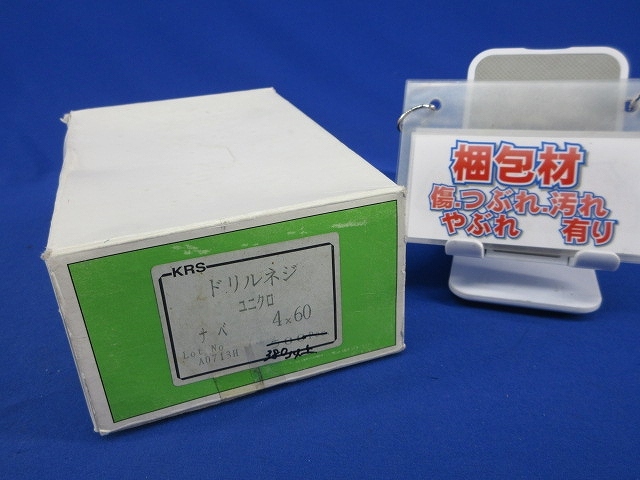 KRS
ドリルネジ
ユニクロ
ナベ 4×60
Lot No
A0713H
梱包材
傷.つぶれ.汚れ
やぶれ 有り